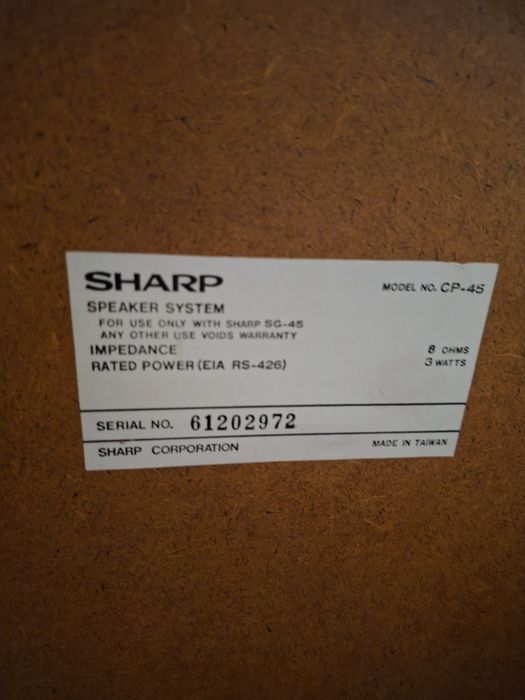 SHARP MODEL NO. CP-45
SPEAKER SYSTEM
FOR USE ONLY WITH SHARP SG-45
ANY OTHER USE VOIDS WARRANTY
IMPEDANCE 8 OHMS
RATED POWER (EIA RS-426) 3 WATTS
SERIAL NO. 61202972
SHARP CORPORATION MADE IN TAIWAN